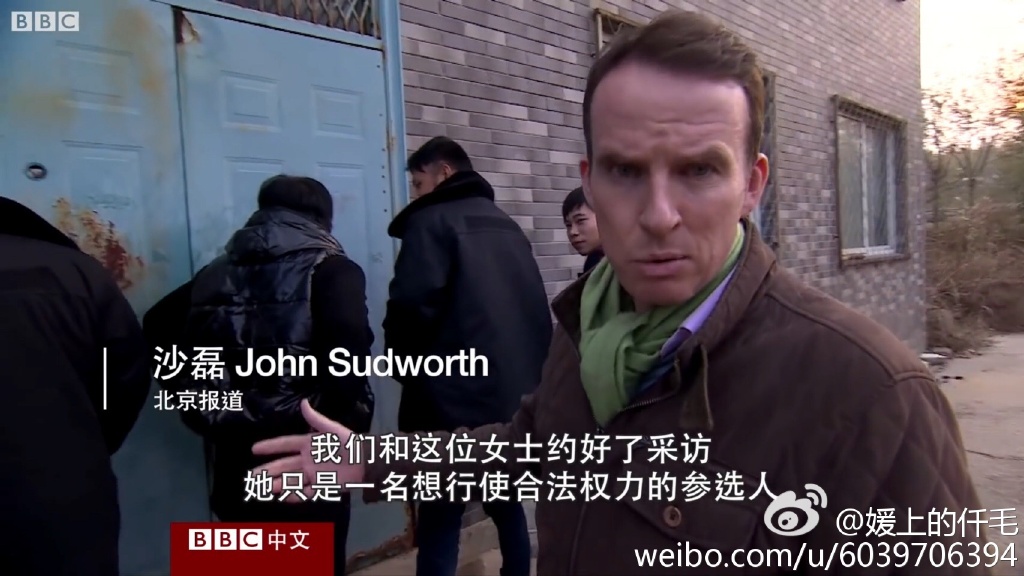 BBC
沙磊 John Sudworth
北京报道
我们和这位女士约好了采访
她只是一名想行使合法权力的参选人
BBC 中文
@媛上的仟毛
weibo.com/u/6039706394